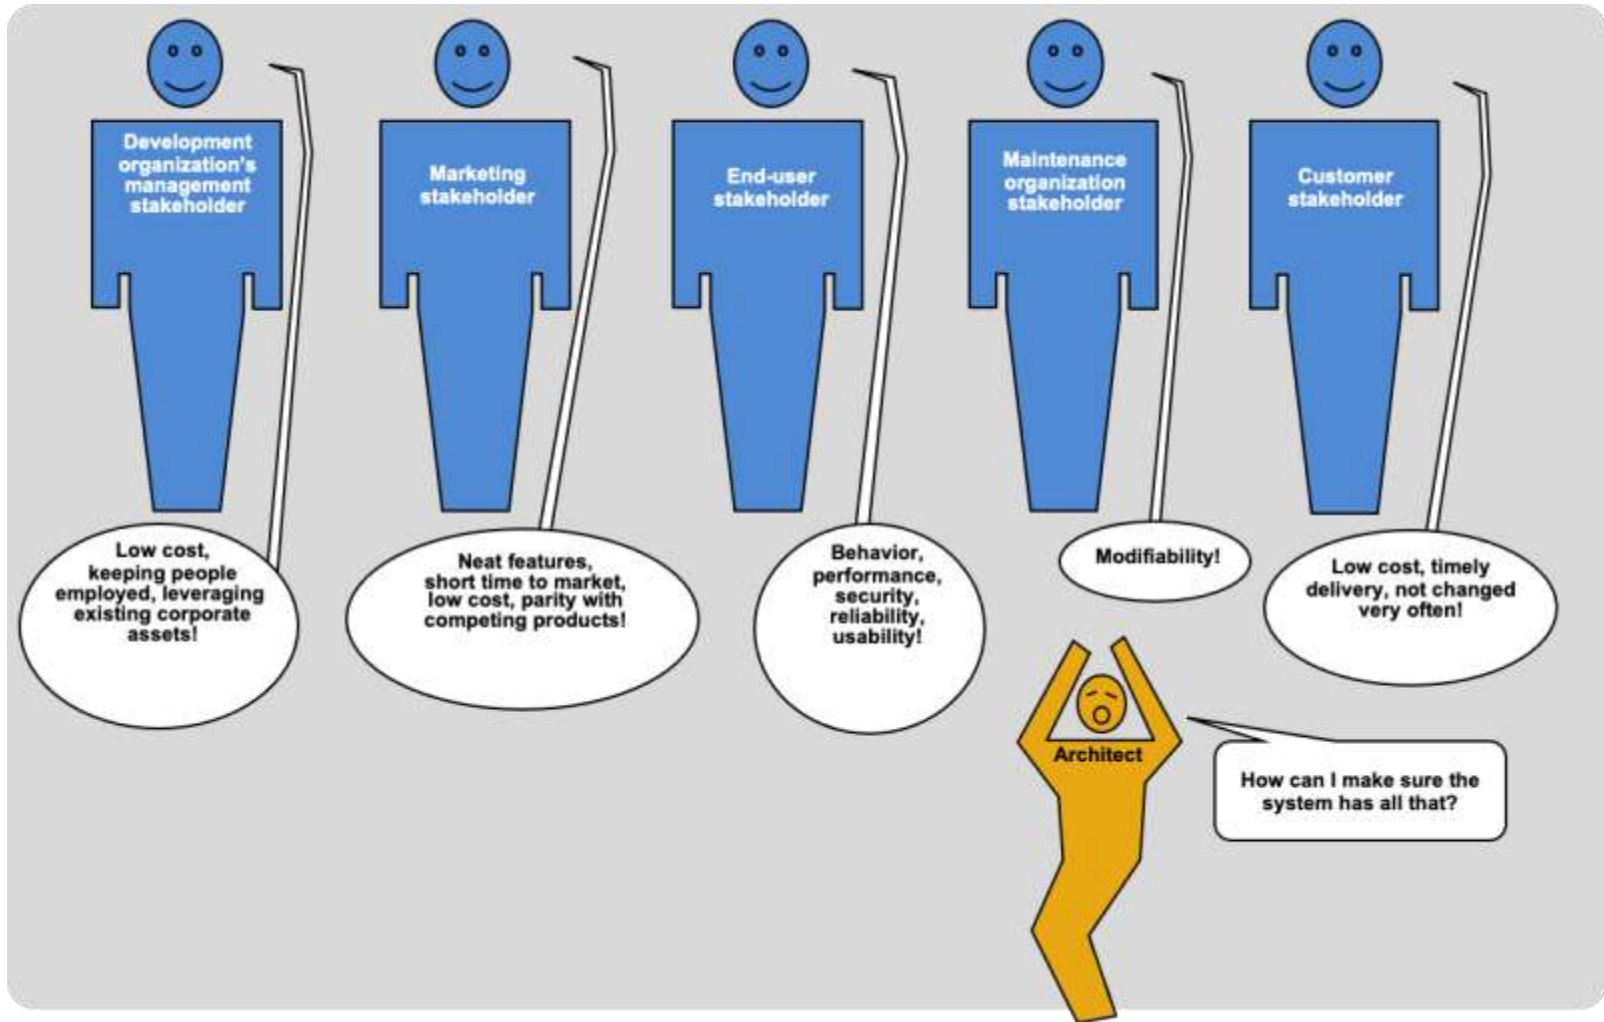 Development
organization's
management
stakeholder
Marketing
stakeholder
End-user
stakeholder
Maintenance
organization
stakeholder
Customer
stakeholder
Low cost,
keeping people
employed, leveraging
existing corporate
assets!
Neat features,
short time to market,
low cost, parity with
competing products!
Behavior,
performance,
security,
reliability,
usability!
Modifiability!
Low cost, timely
delivery, not changed
very often!
Architect
How can I make sure the
system has all that?